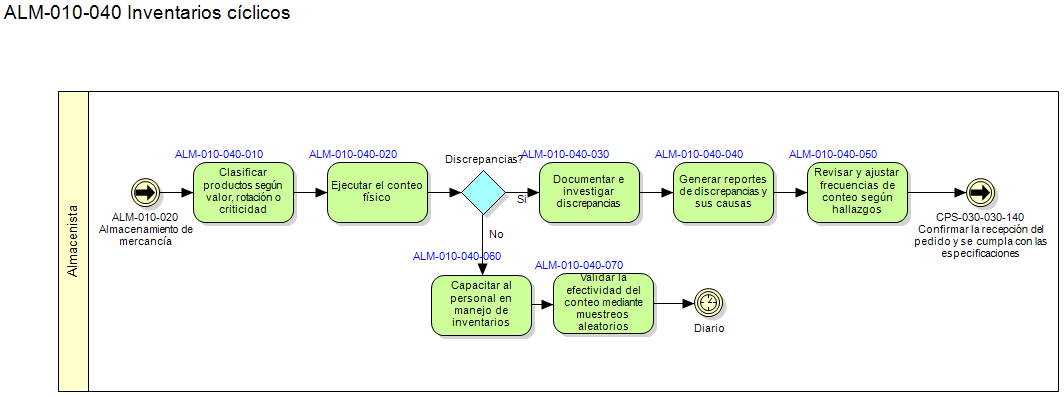 ALM-010-040 Inventarios cíclicos
Almacenista
ALM-010-020
Almacenamiento de
mercancía
ALM-010-040-010
Clasificar
productos según
valor, rotación o
criticidad
ALM-010-040-020
Ejecutar el conteo
físico
Discrepancias?
Si
No
ALM-010-040-030
Documentar e
investigar
discrepancias
ALM-010-040-040
Generar reportes
de discrepancias y
sus causas
ALM-010-040-050
Revisar y ajustar
frecuencias de
conteo según
hallazgos
CPS-030-030-140
Confirmar la recepción del
pedido y se cumpla con las
especificaciones
ALM-010-040-060
Capacitar al
personal en
manejo de
inventarios
ALM-010-040-070
Validar la
efectividad del
conteo mediante
muestreos
aleatorios
Diario